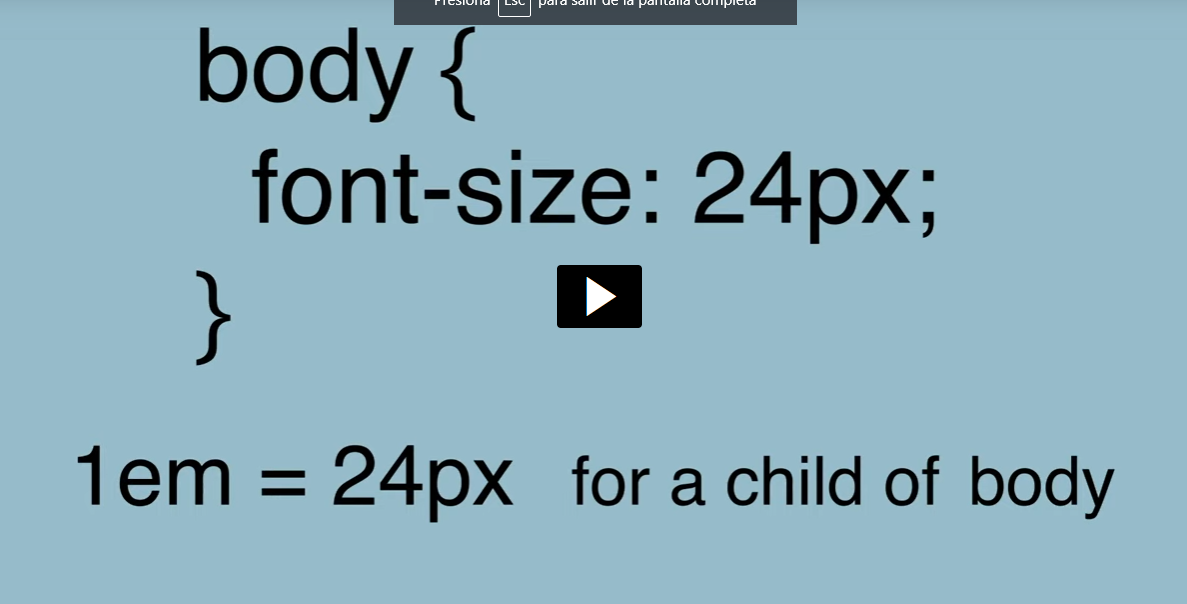 Presiona Esc para salir de la pantalla completa
body {
font-size: 24px;
}
1em = 24px for a child of body